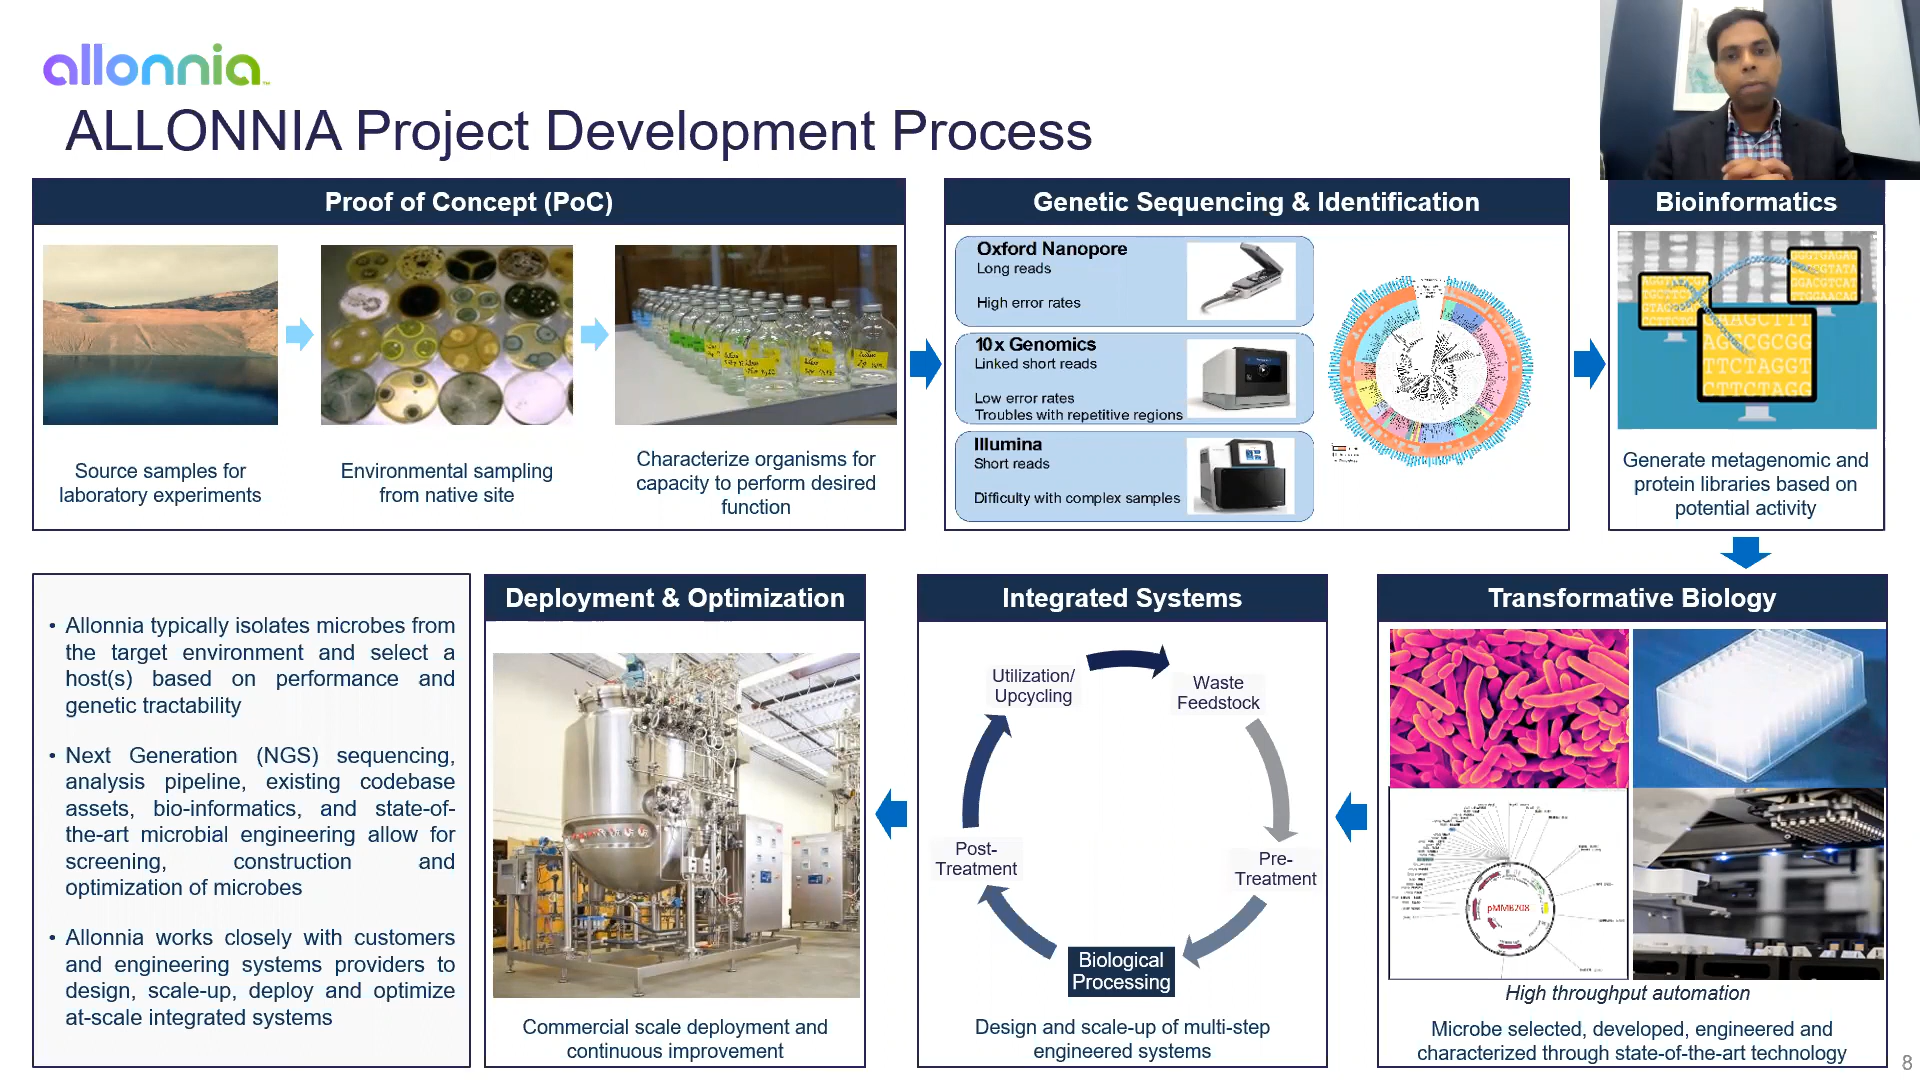 allonnia
ALLONNIA Project Development Process
Proof of Concept (PoC)
Source samples for
laboratory experiments
Environmental sampling
from native site
Characterize organisms for
capacity to perform desired
function
Genetic Sequencing & Identification
Oxford Nanopore
Long reads
High error rates
10x Genomics
Linked short reads
Low error rates
Troubles with repetitive regions
Illumina
Short reads
Difficulty with complex samples
Bioinformatics
AAGCTTT
AGCGCGG
TTCTAGGT
CTTCTAGG
Generate metagenomic and
protein libraries based on
potential activity
Transformative Biology
pMMB208
High throughput automation
Microbe selected, developed, engineered and
characterized through state-of-the-art technology
Integrated Systems
Utilization/
Upcycling
Waste
Feedstock
Pre-
Treatment
Biological
Processing
Post-
Treatment
Design and scale-up of multi-step
engineered systems
Deployment & Optimization
Commercial scale deployment and
continuous improvement
• Allonnia typically isolates microbes from
the target environment and select a
host(s) based on performance and
genetic tractability
• Next Generation (NGS) sequencing,
analysis pipeline, existing codebase
assets, bio-informatics, and state-of-
the-art microbial engineering allow for
screening, construction and
optimization of microbes
• Allonnia works closely with customers
and engineering systems providers to
design, scale-up, deploy and optimize
at-scale integrated systems
8